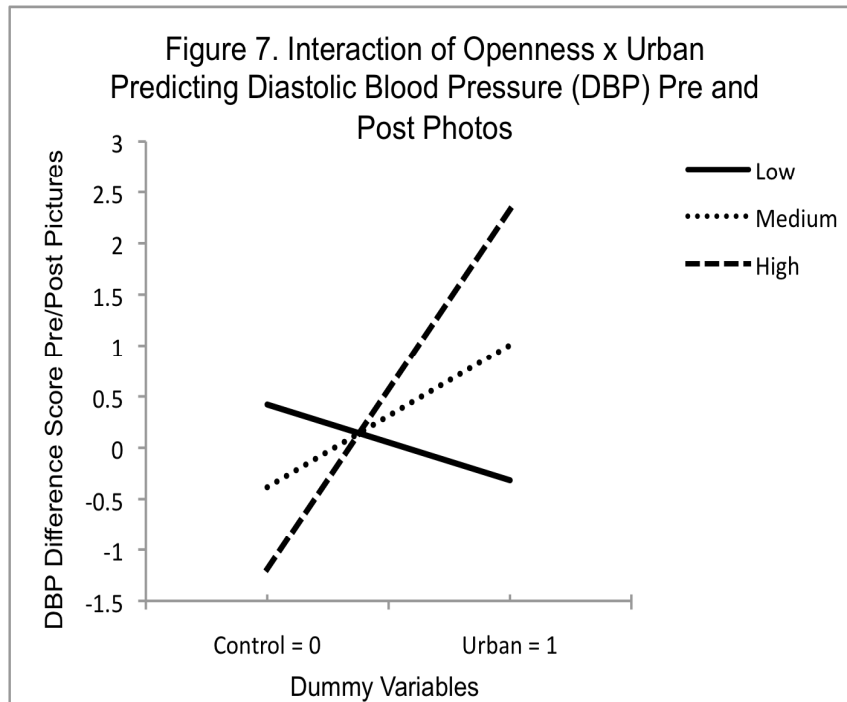 Figure 7. Interaction of Openness x Urban
Predicting Diastolic Blood Pressure (DBP) Pre and
Post Photos
DBP Difference Score Pre/Post Pictures
3
2.5
2
1.5
1
0.5
0
-0.5
-1
-1.5
Control = 0
Urban = 1
Dummy Variables
Low
Medium
High